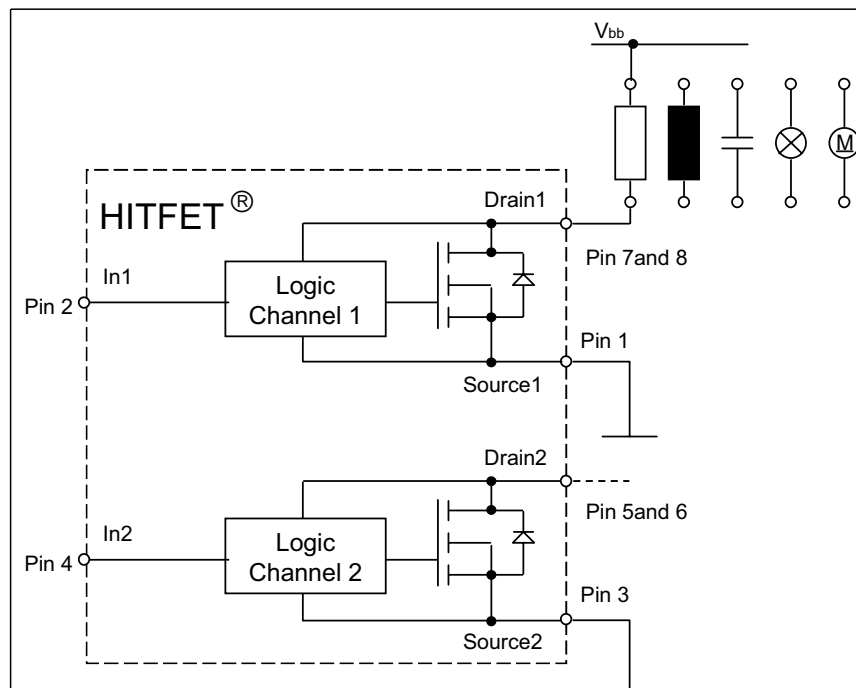 Vbb
M
HITFET ®
Drain1
Pin 7and 8
In1
Logic
Channel 1
Pin 2
Pin 1
Source1
Drain2
Pin 5and 6
In2
Logic
Channel 2
Pin 4
Pin 3
Source2